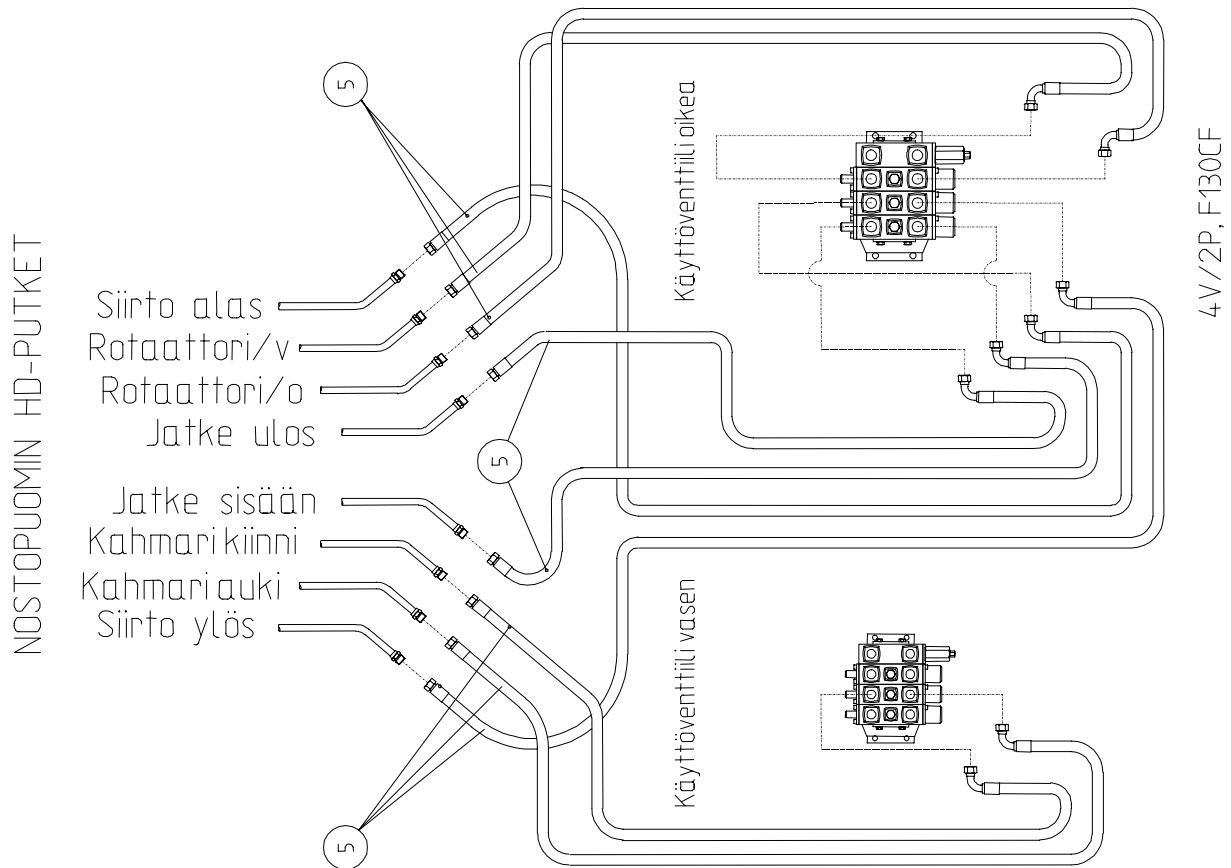 NOSTOPUOMIN HD-PUTKET
5
Käyttöventtiili oikea
Siirto alas
Rotaattori/v
Rotaattori/o
Jatke ulos
5
Jatke sisään
Kahmari kiinni
Kahmari auki
Siirto ylös
Käyttöventtiili vasen
5
4V/2P, F130CF